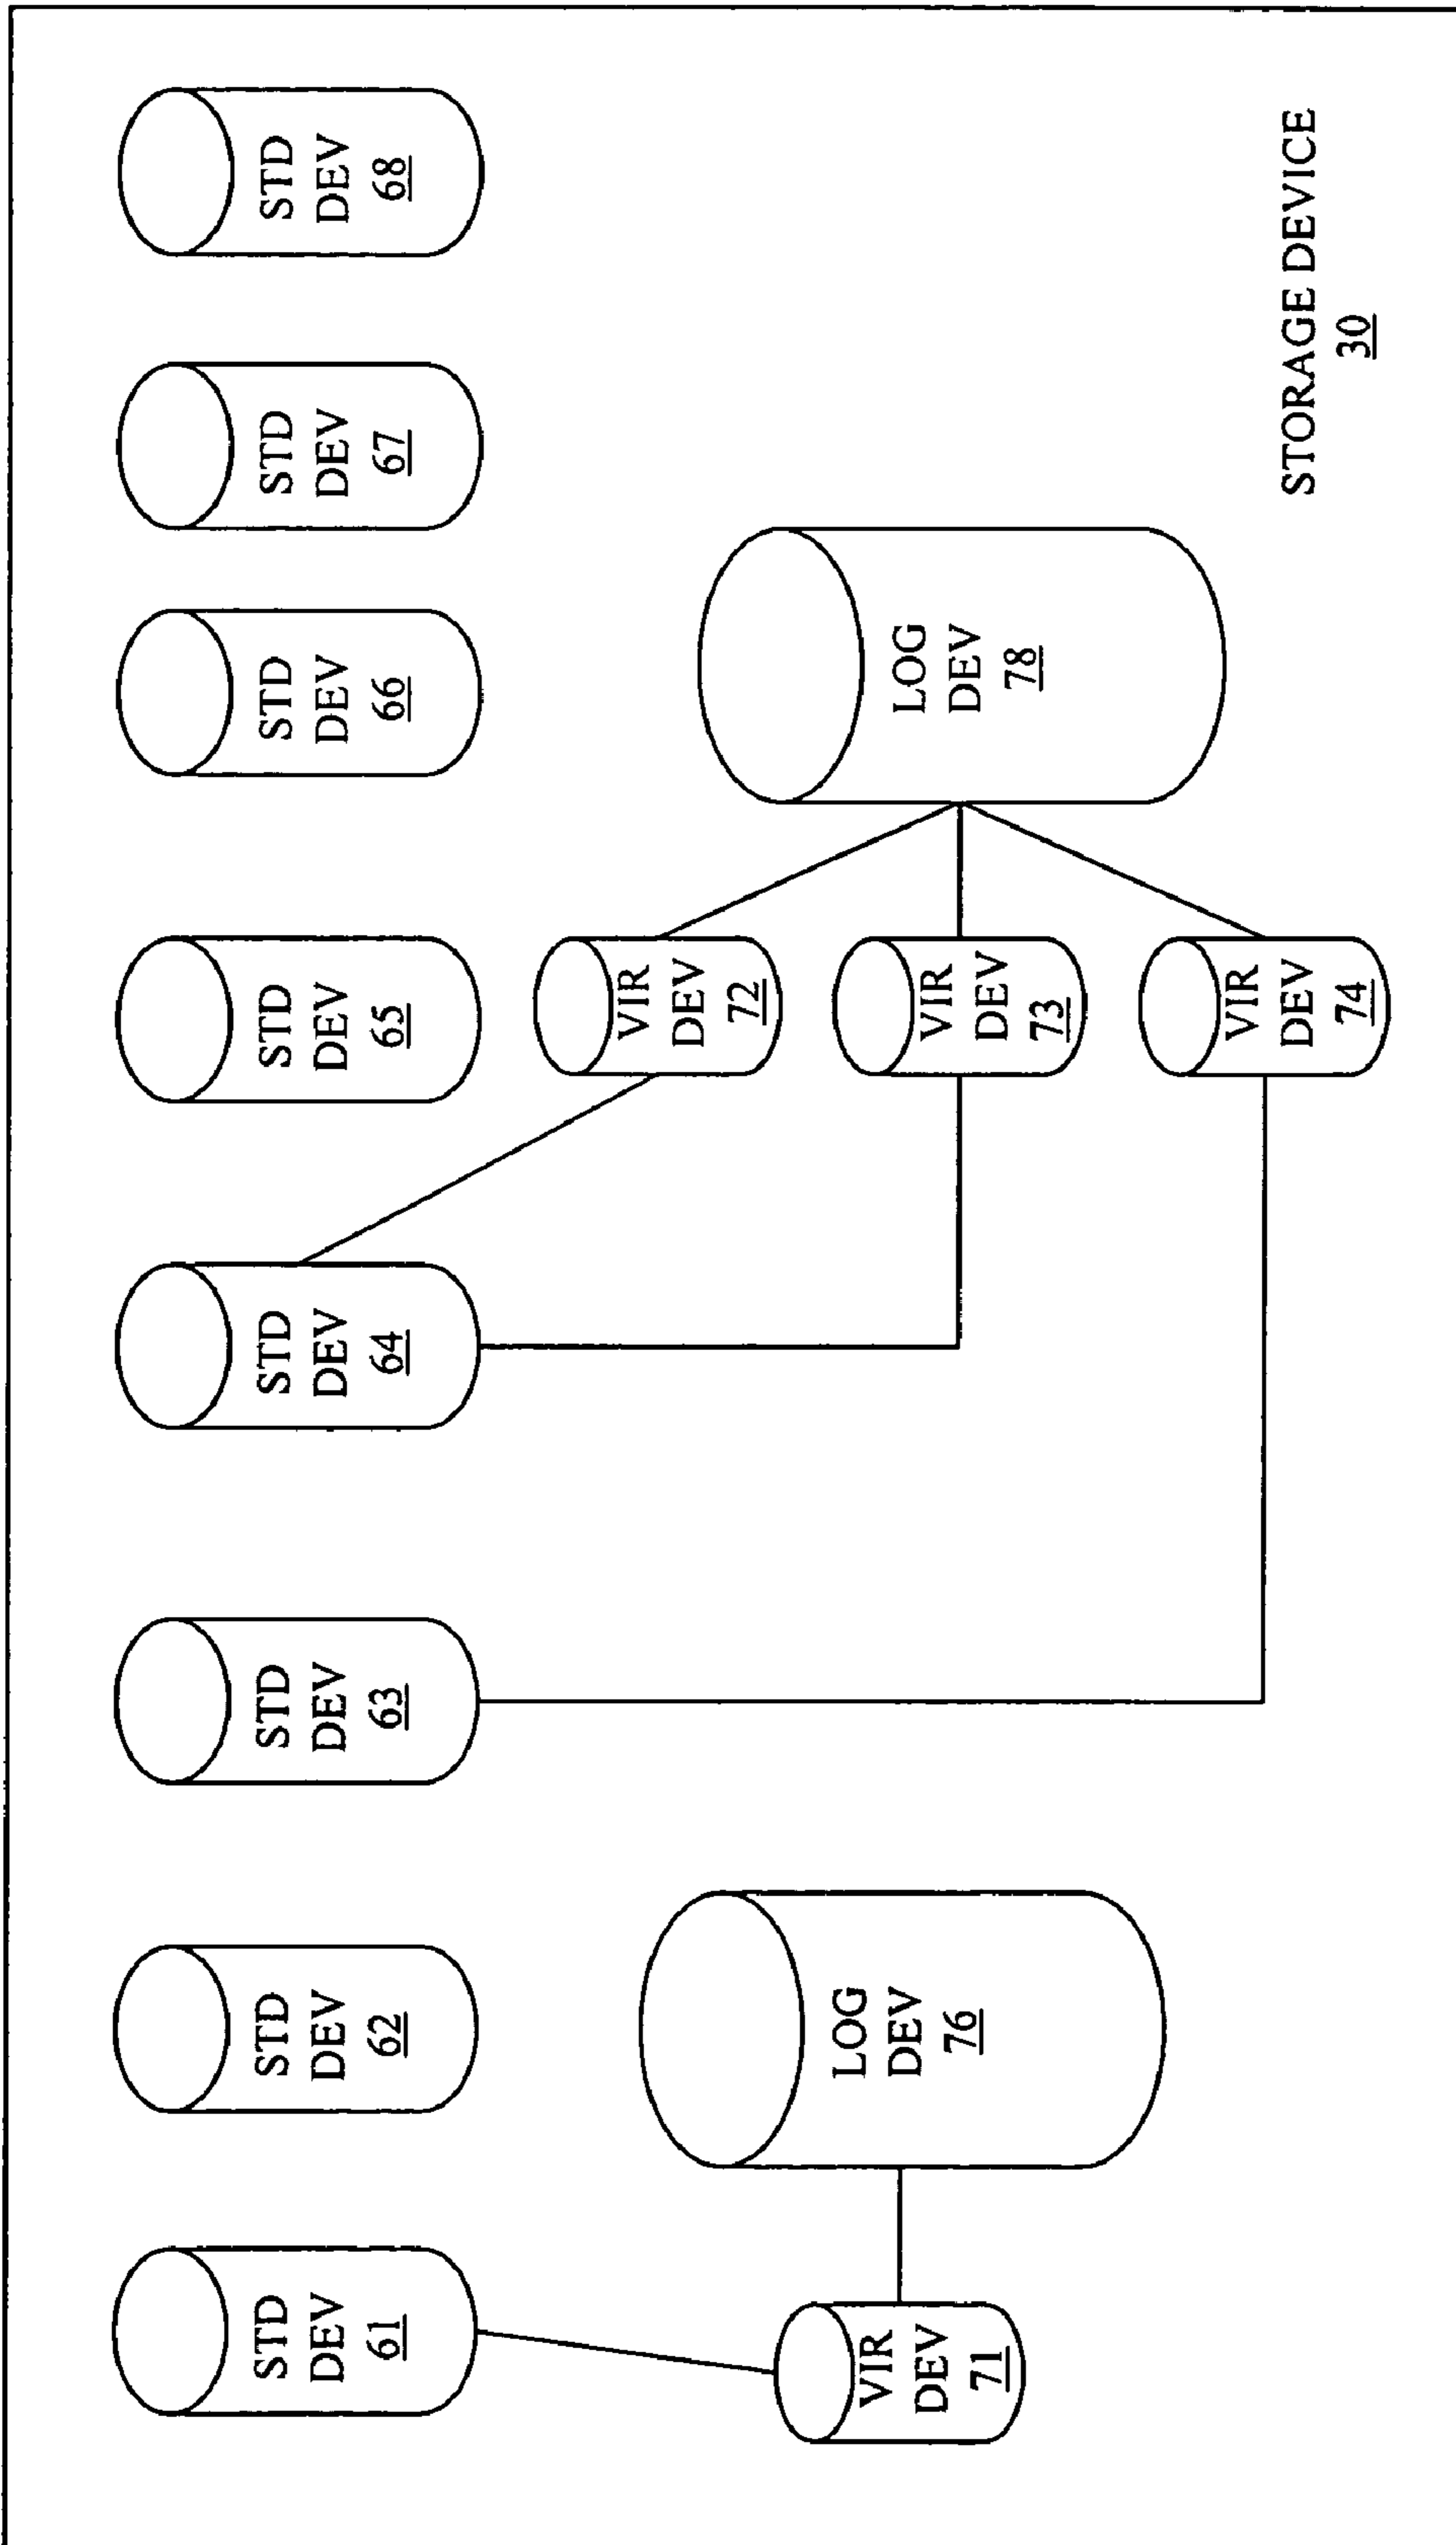 STD
DEV
61
STD
DEV
62
STD
DEV
63
STD
DEV
64
STD
DEV
65
STD
DEV
66
STD
DEV
67
STD
DEV
68
VIR
DEV
71
LOG
DEV
76
VIR
DEV
72
VIR
DEV
73
VIR
DEV
74
LOG
DEV
78
STORAGE DEVICE
30